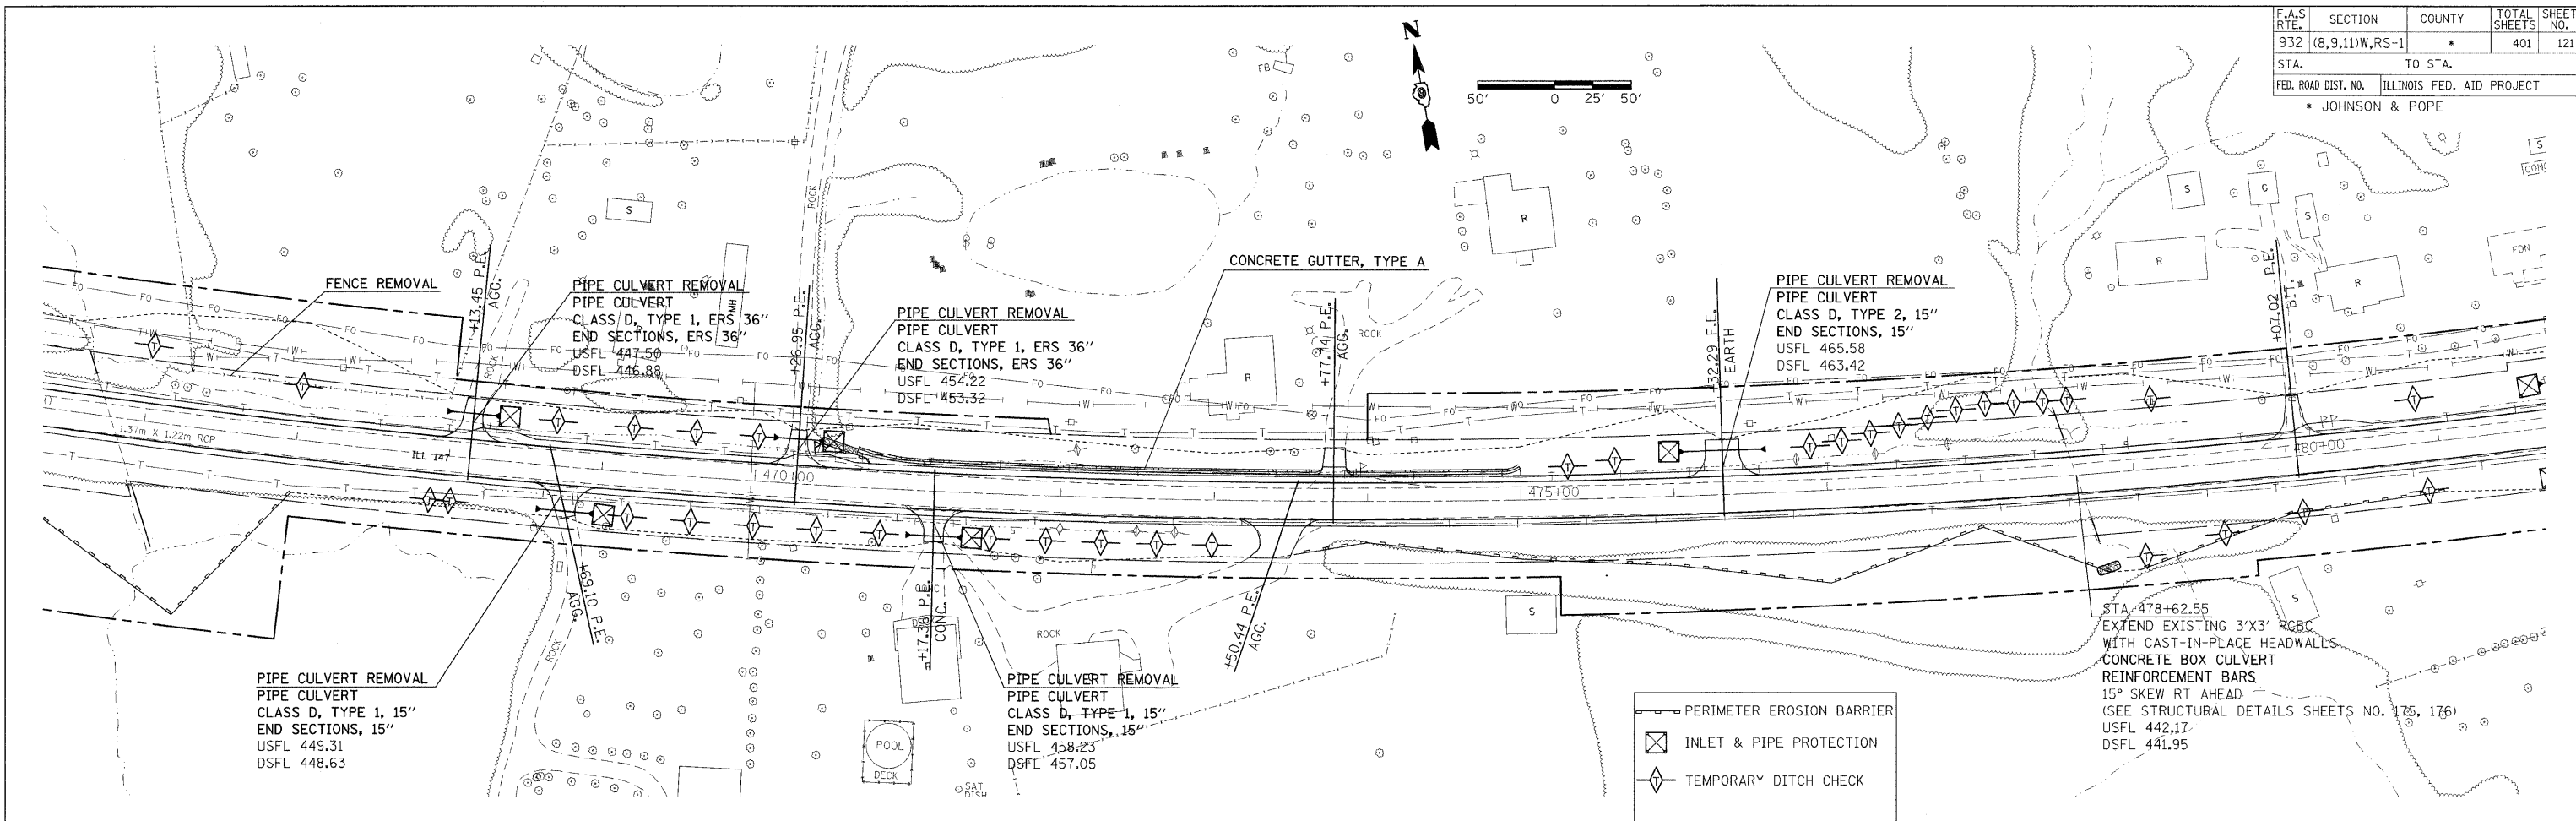 F.A.S RTE.
SECTION
COUNTY
TOTAL SHEETS
SHEET NO.
932
(8,9,11)W,RS-1
*
401
121
STA. TO STA.
FED. ROAD DIST. NO.
ILLINOIS
FED. AID PROJECT
* JOHNSON & POPE
N
50'
0
25'
50'
FB
S
R
S
G
S
S
R
R
FDN
ROCK
FENCE REMOVAL
+13.45 P.E.
AGG.
ROCK
PIPE CULVERT REMOVAL
PIPE CULVERT
CLASS D, TYPE 1, ERS 36"
END SECTIONS, ERS 36"
USFL 447.50
DSFL 446.88
MH
+26.95 P.E.
AGG.
PIPE CULVERT REMOVAL
PIPE CULVERT
CLASS D, TYPE 1, ERS 36"
END SECTIONS, ERS 36"
USFL 454.22
DSFL 453.32
CONCRETE GUTTER, TYPE A
R
+77.14 P.E.
AGG.
ROCK
+32.29 F.E.
EARTH
PIPE CULVERT REMOVAL
PIPE CULVERT
CLASS D, TYPE 2, 15"
END SECTIONS, 15"
USFL 465.58
DSFL 463.42
+07.02 P.E.
BIT.
1.37m X 1.22m RCP
ILL 147
470+00
475+00
480+00
+69.10 P.E.
AGG.
ROCK
+17.38 P.E.
CONC.
ROCK
+50.44 P.E.
AGG.
S
S
PIPE CULVERT REMOVAL
PIPE CULVERT
CLASS D, TYPE 1, 15"
END SECTIONS, 15"
USFL 449.31
DSFL 448.63
POOL
DECK
SAT
DISH
PIPE CULVERT REMOVAL
PIPE CULVERT
CLASS D, TYPE 1, 15"
END SECTIONS, 15"
USFL 458.23
DSFL 457.05
STA 478+62.55
EXTEND EXISTING 3'X3' RCBC
WITH CAST-IN-PLACE HEADWALLS
CONCRETE BOX CULVERT
REINFORCEMENT BARS
15° SKEW RT AHEAD
(SEE STRUCTURAL DETAILS SHEETS NO. 175, 176)
USFL 442.17
DSFL 441.95
PERIMETER EROSION BARRIER
INLET & PIPE PROTECTION
T TEMPORARY DITCH CHECK